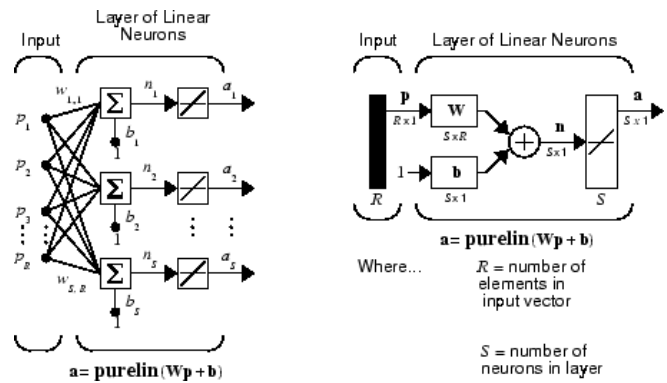 Layer of Linear
Neurons
Input
w1,1
p1
p2
p3
pR
wS,R
Σ
n1
a1
b1
1
Σ
n2
a2
b2
1
Σ
nS
aS
bS
1
a= purelin(Wp+b)
Input
Layer of Linear Neurons
p
R x 1
W
S x R
1
b
S x 1
+
n
S x 1
a
S x 1
R
S
a= purelin(Wp+b)
Where...
R = number of
elements in
input vector
S = number of
neurons in layer